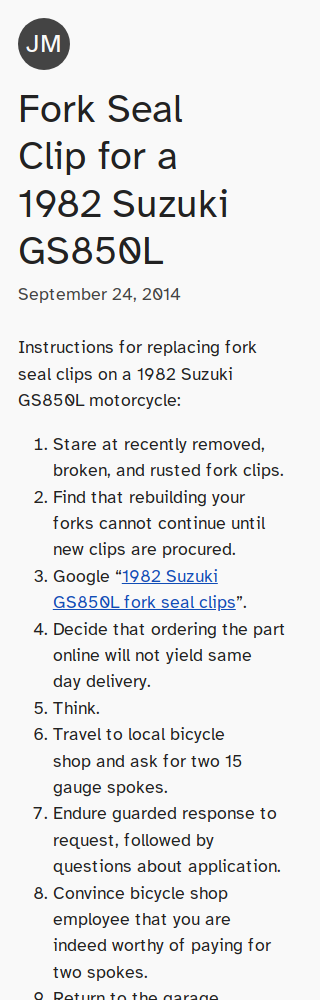 JM
Fork Seal
Clip for a
1982 Suzuki
GS850L
September 24, 2014
Instructions for replacing fork
seal clips on a 1982 Suzuki
GS850L motorcycle:
1. Stare at recently removed,
broken, and rusted fork clips.
2. Find that rebuilding your
forks cannot continue until
new clips are procured.
3. Google “1982 Suzuki
GS850L fork seal clips”.
4. Decide that ordering the part
online will not yield same
day delivery.
5. Think.
6. Travel to local bicycle
shop and ask for two 15
gauge spokes.
7. Endure guarded response to
request, followed by
questions about application.
8. Convince bicycle shop
employee that you are
indeed worthy of paying for
two spokes.
9. Return to the garage